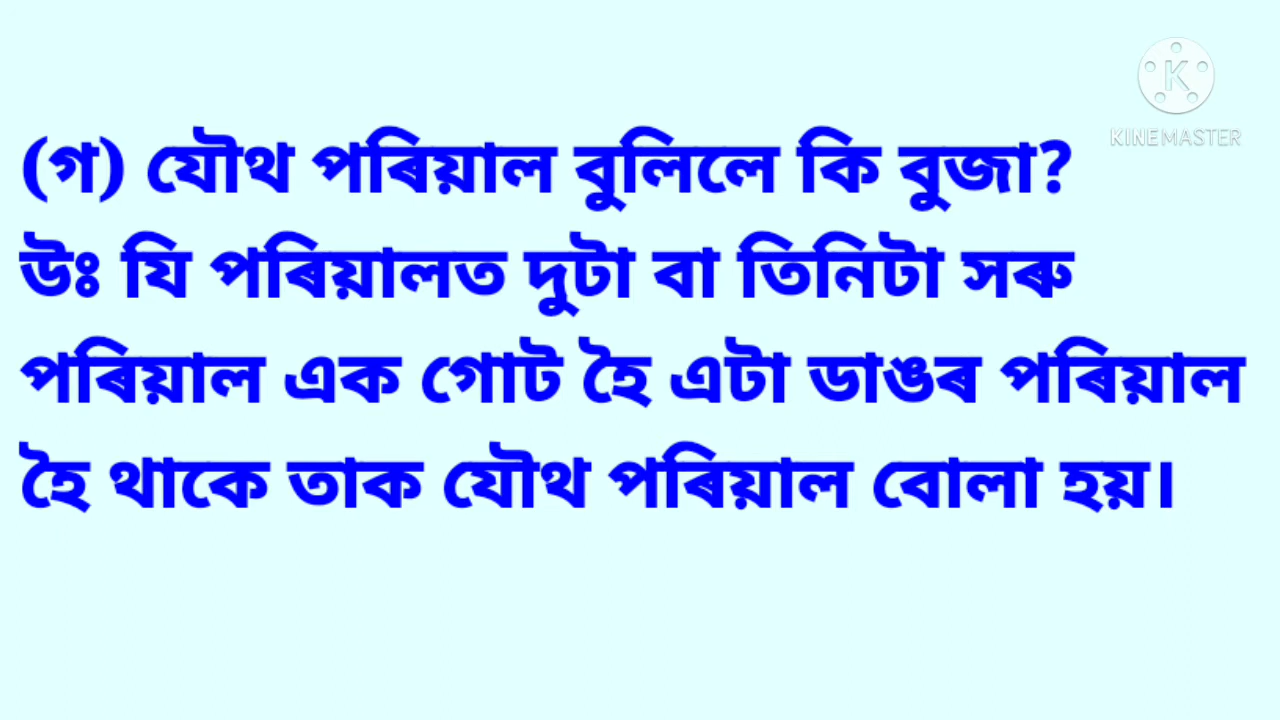 KINEMASTER
(গ) যৌথ পৰিয়াল বুলিলে কি বুজা?
উঃ যি পৰিয়ালত দুটা বা তিনিটা সৰু
পৰিয়াল এক গোট হৈ এটা ডাঙৰ পৰিয়াল
হৈ থাকে তাক যৌথ পৰিয়াল বোলা হয়।